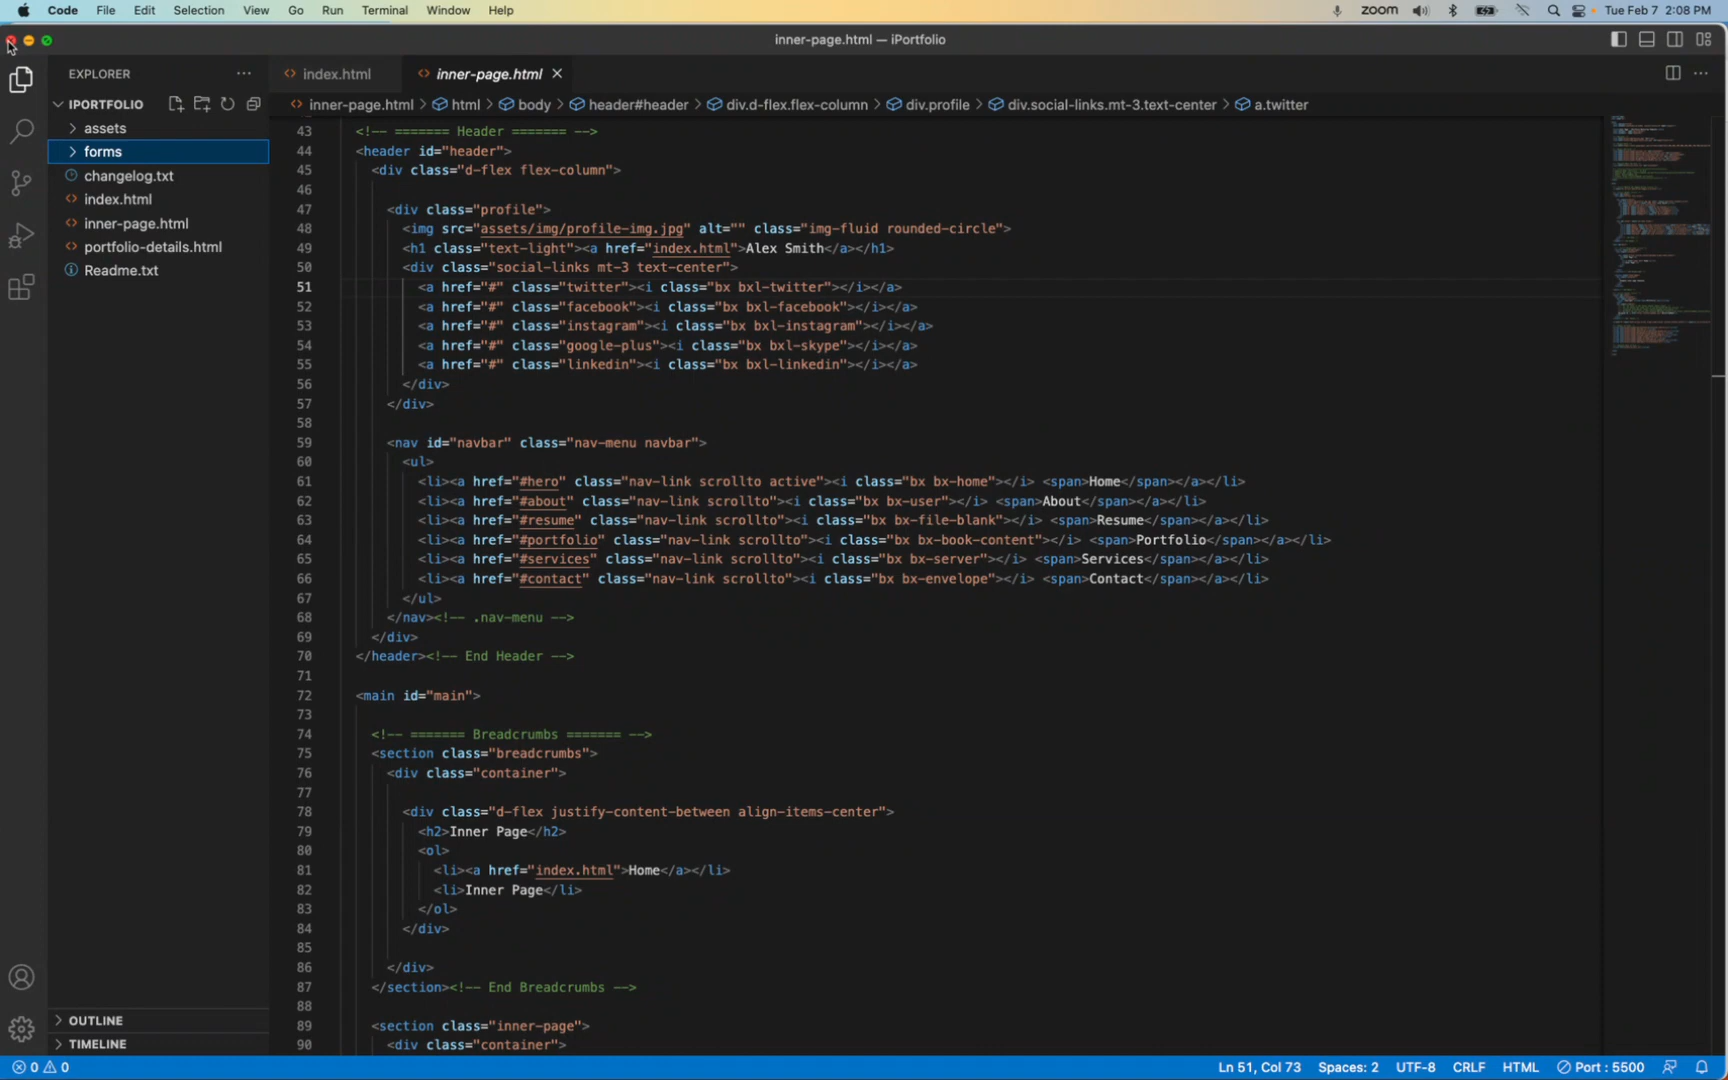 Code File Edit Selection View Go Run Terminal Window Help zoom Tue Feb 7 2:08 PM
inner-page.html — iPortfolio
EXPLORER
IPORTFOLIO
assets
forms
changelog.txt
index.html
inner-page.html
portfolio-details.html
Readme.txt
OUTLINE
TIMELINE
index.html inner-page.html
inner-page.html > html > body > header#header > div.d-flex.flex-column > div.profile > div.social-links.mt-3.text-center > a.twitter
43 <!-- ======= Header ======= -->
44 <header id="header">
45 <div class="d-flex flex-column">
46
47 <div class="profile">
48 <img src="assets/img/profile-img.jpg" alt="" class="img-fluid rounded-circle">
49 <h1 class="text-light"><a href="index.html">Alex Smith</a></h1>
50 <div class="social-links mt-3 text-center">
51 <a href="#" class="twitter"><i class="bx bxl-twitter"></i></a>
52 <a href="#" class="facebook"><i class="bx bxl-facebook"></i></a>
53 <a href="#" class="instagram"><i class="bx bxl-instagram"></i></a>
54 <a href="#" class="google-plus"><i class="bx bxl-skype"></i></a>
55 <a href="#" class="linkedin"><i class="bx bxl-linkedin"></i></a>
56 </div>
57 </div>
58
59 <nav id="navbar" class="nav-menu navbar">
60 <ul>
61 <li><a href="#hero" class="nav-link scrollto active"><i class="bx bx-home"></i> <span>Home</span></a></li>
62 <li><a href="#about" class="nav-link scrollto"><i class="bx bx-user"></i> <span>About</span></a></li>
63 <li><a href="#resume" class="nav-link scrollto"><i class="bx bx-file-blank"></i> <span>Resume</span></a></li>
64 <li><a href="#portfolio" class="nav-link scrollto"><i class="bx bx-book-content"></i> <span>Portfolio</span></a></li>
65 <li><a href="#services" class="nav-link scrollto"><i class="bx bx-server"></i> <span>Services</span></a></li>
66 <li><a href="#contact" class="nav-link scrollto"><i class="bx bx-envelope"></i> <span>Contact</span></a></li>
67 </ul>
68 </nav><!-- .nav-menu -->
69 </div>
70 </header><!-- End Header -->
71
72 <main id="main">
73
74 <!-- ======= Breadcrumbs ======= -->
75 <section class="breadcrumbs">
76 <div class="container">
77
78 <div class="d-flex justify-content-between align-items-center">
79 <h2>Inner Page</h2>
80 <ol>
81 <li><a href="index.html">Home</a></li>
82 <li>Inner Page</li>
83 </ol>
84 </div>
85
86 </div>
87 </section><!-- End Breadcrumbs -->
88
89 <section class="inner-page">
90 <div class="container">
0 0 Ln 51, Col 73 Spaces: 2 UTF-8 CRLF HTML Port : 5500